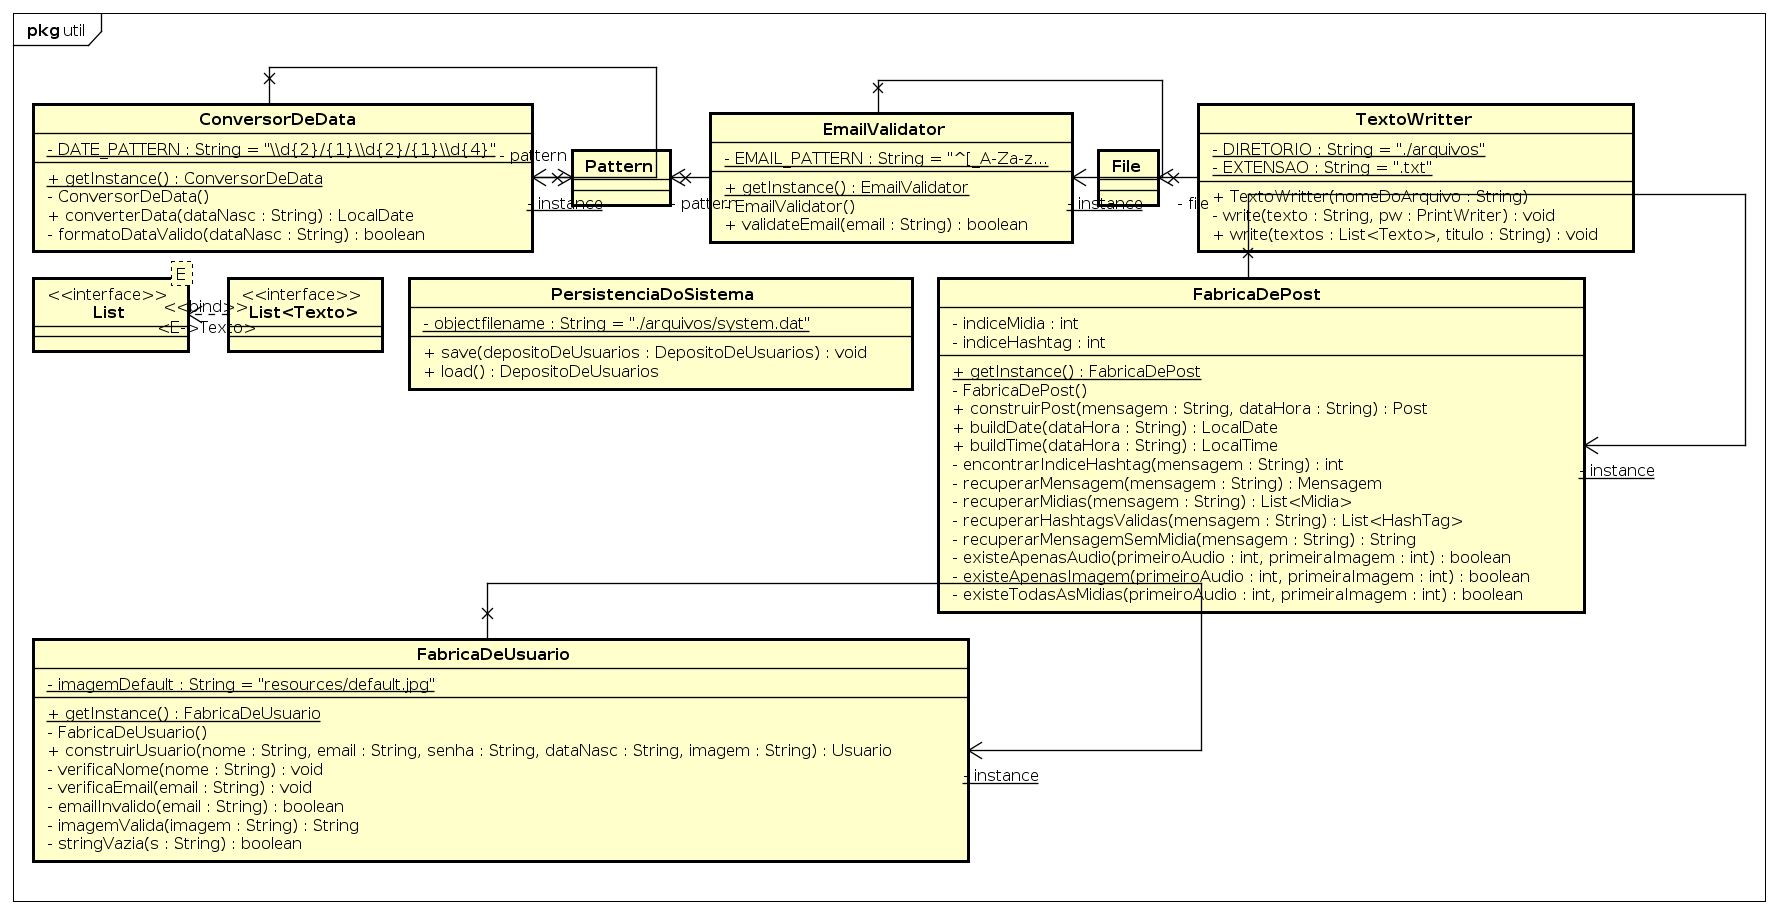 pkg util
ConversorDeData
- DATE_PATTERN : String = "\\d{2}/{1}\\d{2}/{1}\\d{4}"
+ getInstance() : ConversorDeData
- ConversorDeData()
+ converterData(dataNasc : String) : LocalDate
- formatoDataValido(dataNasc : String) : boolean
- pattern
- instance
Pattern
- pattern
EmailValidator
- EMAIL_PATTERN : String = "^[_A-Za-z...
+ getInstance() : EmailValidator
- EmailValidator()
+ validateEmail(email : String) : boolean
- instance
File
- file
TextoWritter
- DIRETORIO : String = "./arquivos"
- EXTENSAO : String = ".txt"
+ TextoWritter(nomeDoArquivo : String)
- write(texto : String, pw : PrintWriter) : void
+ write(textos : List<Texto>, titulo : String) : void
E
<<interface>>
List
<<bind>>
<E->Texto>
<<interface>>
List<Texto>
PersistenciaDoSistema
- objectfilename : String = "./arquivos/system.dat"
+ save(depositoDeUsuarios : DepositoDeUsuarios) : void
+ load() : DepositoDeUsuarios
FabricaDePost
- indiceMidia : int
- indiceHashtag : int
+ getInstance() : FabricaDePost
- FabricaDePost()
+ construirPost(mensagem : String, dataHora : String) : Post
+ buildDate(dataHora : String) : LocalDate
+ buildTime(dataHora : String) : LocalTime
- encontrarIndiceHashtag(mensagem : String) : int
- recuperarMensagem(mensagem : String) : Mensagem
- recuperarMidias(mensagem : String) : List<Midia>
- recuperarHashtagsValidas(mensagem : String) : List<HashTag>
- recuperarMensagemSemMidia(mensagem : String) : String
- existeApenasAudio(primeiroAudio : int, primeiraImagem : int) : boolean
- existeApenasImagem(primeiroAudio : int, primeiraImagem : int) : boolean
- existeTodasAsMidias(primeiroAudio : int, primeiraImagem : int) : boolean
- instance
FabricaDeUsuario
- imagemDefault : String = "resources/default.jpg"
+ getInstance() : FabricaDeUsuario
- FabricaDeUsuario()
+ construirUsuario(nome : String, email : String, senha : String, dataNasc : String, imagem : String) : Usuario
- verificaNome(nome : String) : void
- verificaEmail(email : String) : void
- emailInvalido(email : String) : boolean
- imagemValida(imagem : String) : String
- stringVazia(s : String) : boolean
- instance